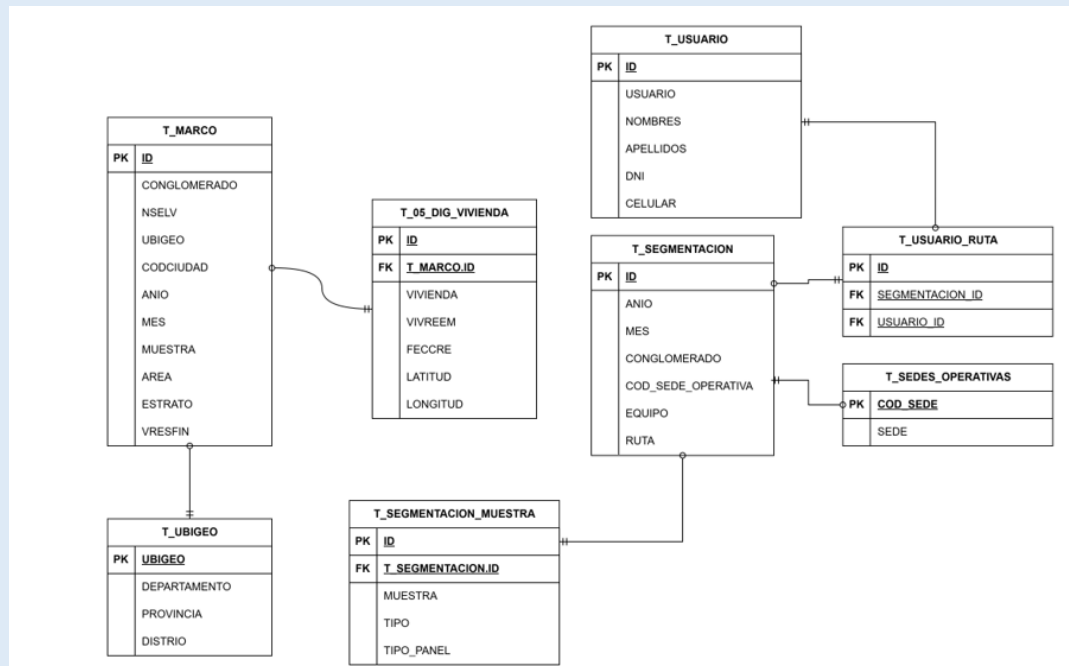 T_USUARIO
PK ID
USUARIO
NOMBRES
APELLIDOS
DNI
CELULAR
T_MARCO
PK ID
CONGLOMERADO
NSELV
UBIGEO
CODCIUDAD
ANIO
MES
MUESTRA
AREA
ESTRATO
VRESFIN
T_05_DIG_VIVIENDA
PK ID
FK T_MARCO.ID
VIVIENDA
VIVREEM
FECCRE
LATITUD
LONGITUD
T_SEGMENTACION
PK ID
ANIO
MES
CONGLOMERADO
COD_SEDE_OPERATIVA
EQUIPO
RUTA
T_USUARIO_RUTA
PK ID
FK SEGMENTACION_ID
FK USUARIO_ID
T_SEDES_OPERATIVAS
PK COD_SEDE
SEDE
T_UBIGEO
PK UBIGEO
DEPARTAMENTO
PROVINCIA
DISTRIO
T_SEGMENTACION_MUESTRA
PK ID
FK T_SEGMENTACION.ID
MUESTRA
TIPO
TIPO_PANEL